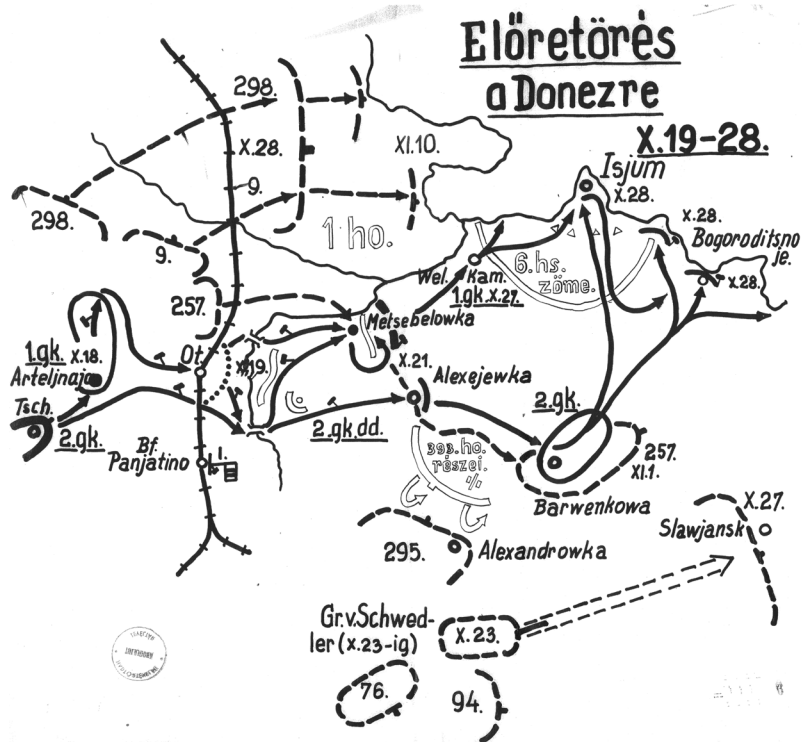 Előretörés
a Donezre
X.19-28.
298.
X.28.
XI.10.
9.
298.
9.
1 ho.
Isjum
X.28.
X.28.
Bogoroditsno
je.
X.28.
6. hs.
zöme.
Wel. Kam.
1.gk.X.27.
257.
Metsebelowka
1.gk. X.18.
Arteljnaja
Ot.
X.21.
Alexejewka
Tsch.
2.gk.
2.gk.dd.
2.gk.
Bf.
Panjatino
393. ho.
részei.
257.
XI.1.
Barwenkowa
X.27.
Slawjansk
295.
Alexandrowka
Gr.v.Schwed-
ler (X.23-ig)
X.23.
76.
94.